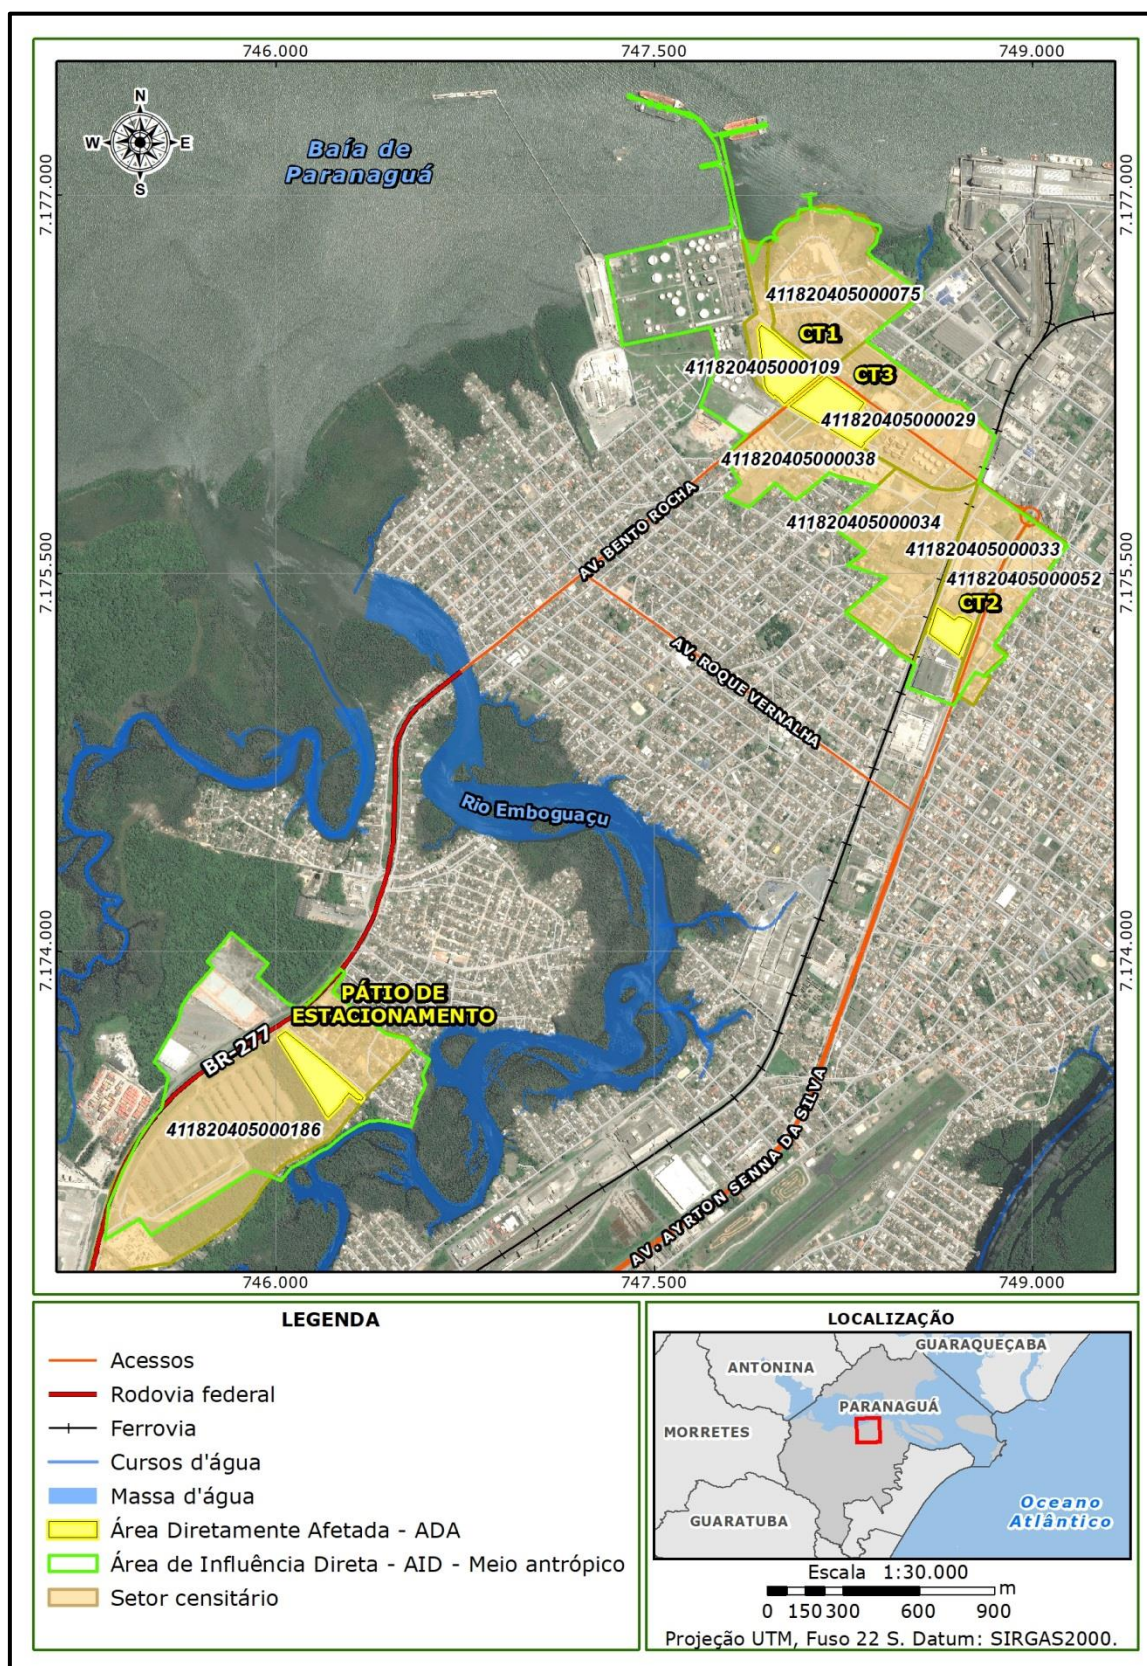 746.000
747.500
749.000
N
W
E
S
Baía de
Paranaguá
7.177.000
7.177.000
411820405000075
CT1
411820405000109
CT3
411820405000029
411820405000038
AV. BENTO ROCHA
411820405000034
411820405000033
7.175.500
7.175.500
411820405000052
CT2
AV. ROQUE VERNALHA
Rio Emboguaçu
7.174.000
7.174.000
PÁTIO DE
ESTACIONAMENTO
BR-277
411820405000186
AV. AYRTON SENNA DA SILVA
746.000
747.500
749.000
LEGENDA
Acessos
Rodovia federal
Ferrovia
Cursos d'água
Massa d'água
Área Diretamente Afetada - ADA
Área de Influência Direta - AID - Meio antrópico
Setor censitário
LOCALIZAÇÃO
GUARAQUEÇABA
ANTONINA
PARANAGUÁ
MORRETES
Oceano
Atlântico
GUARATUBA
Escala 1:30.000
m
0 150 300 600 900
Projeção UTM, Fuso 22 S. Datum: SIRGAS2000.